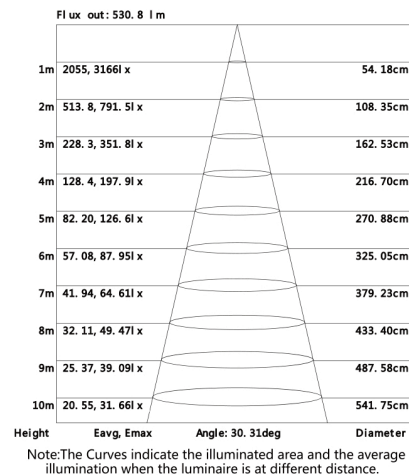 Flux out: 530.8 lm
1m 2055, 3166lx 54.18cm
2m 513.8, 791.5lx 108.35cm
3m 228.3, 351.8lx 162.53cm
4m 128.4, 197.9lx 216.70cm
5m 82.20, 126.6lx 270.88cm
6m 57.08, 87.95lx 325.05cm
7m 41.94, 64.61lx 379.23cm
8m 32.11, 49.47lx 433.40cm
9m 25.37, 39.09lx 487.58cm
10m 20.55, 31.66lx 541.75cm
Height Eavg, Emax Angle: 30.31deg Diameter
Note:The Curves indicate the illuminated area and the average
illumination when the luminaire is at different distance.